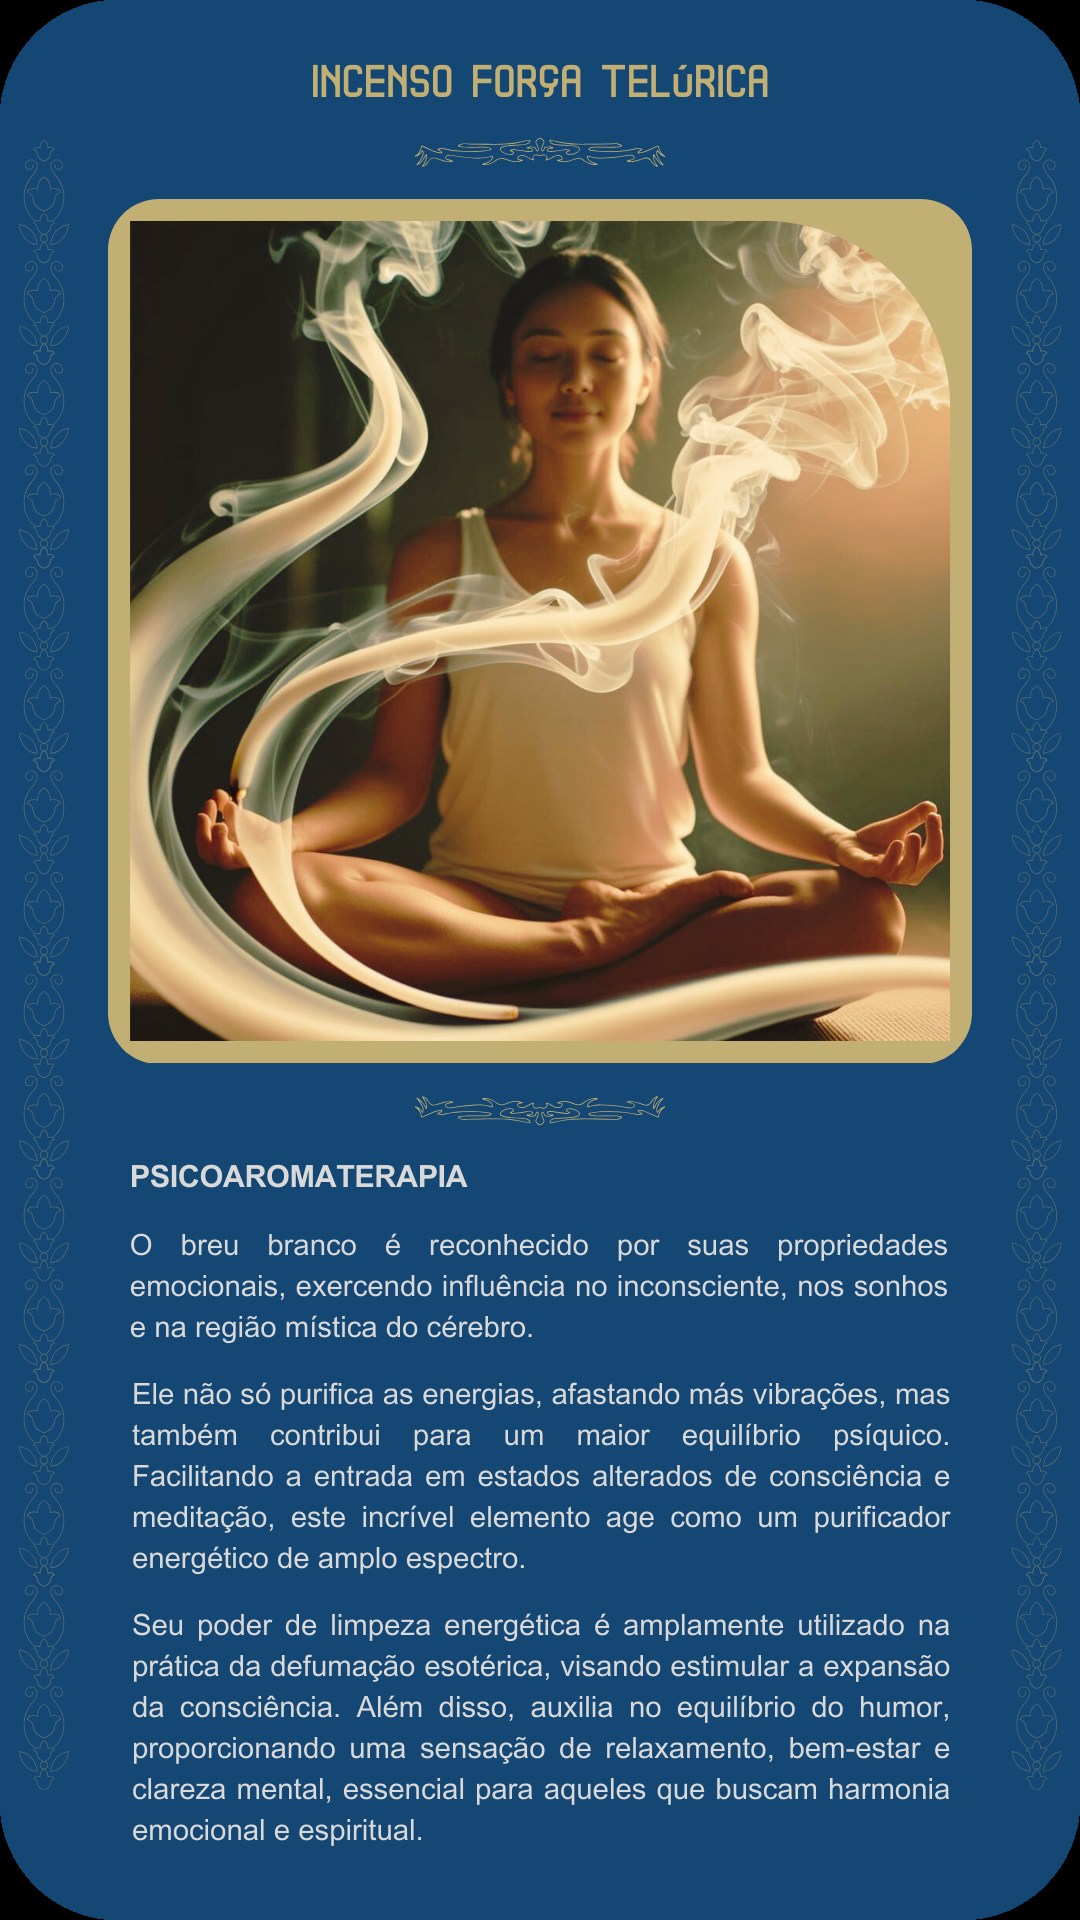 INCENSO FORÇA TELúRICA
PSICOAROMATERAPIA
O breu branco é reconhecido por suas propriedades
emocionais, exercendo influência no inconsciente, nos sonhos
e na região mística do cérebro.
Ele não só purifica as energias, afastando más vibrações, mas
também contribui para um maior equilíbrio psíquico.
Facilitando a entrada em estados alterados de consciência e
meditação, este incrível elemento age como um purificador
energético de amplo espectro.
Seu poder de limpeza energética é amplamente utilizado na
prática da defumação esotérica, visando estimular a expansão
da consciência. Além disso, auxilia no equilíbrio do humor,
proporcionando uma sensação de relaxamento, bem-estar e
clareza mental, essencial para aqueles que buscam harmonia
emocional e espiritual.